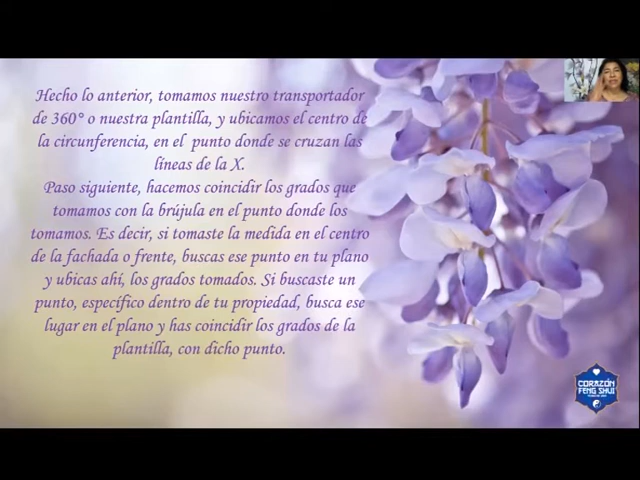 Hecho lo anterior, tomamos nuestro transportador
de 360° o nuestra plantilla, y ubicamos el centro de
la circunferencia, en el punto donde se cruzan las
líneas de la X.
Paso siguiente, hacemos coincidir los grados que
tomamos con la brújula en el punto donde los
tomamos. Es decir, si tomaste la medida en el centro
de la fachada o frente, buscas ese punto en tu plano
y ubicas ahí, los grados tomados. Si buscaste un
punto, específico dentro de tu propiedad, busca ese
lugar en el plano y has coincidir los grados de la
plantilla, con dicho punto.
CORAZÓN
FENG SHUI